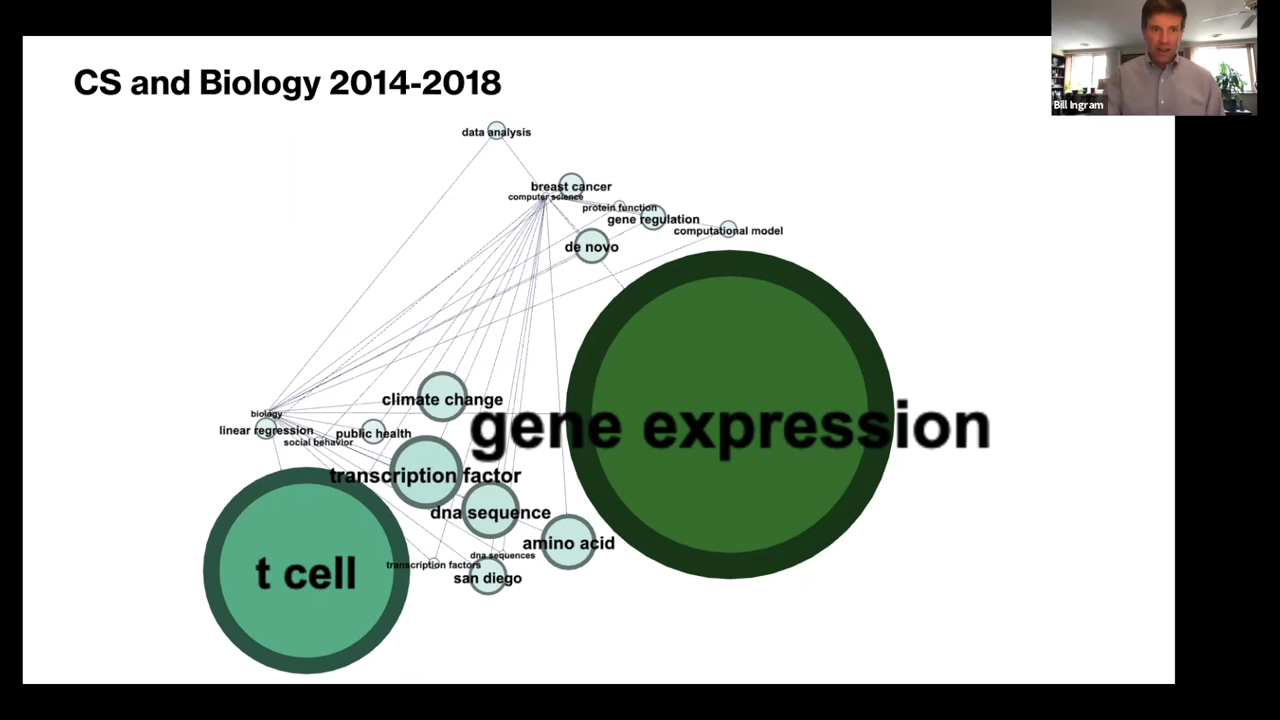 CS and Biology 2014-2018
Bill Ingram
data analysis
breast cancer
computer science
protein function
gene regulation
computational model
de novo
climate change
biology
linear regression
public health
social behavior
gene expression
transcription factor
dna sequence
amino acid
dna sequences
transcription factors
san diego
t cell